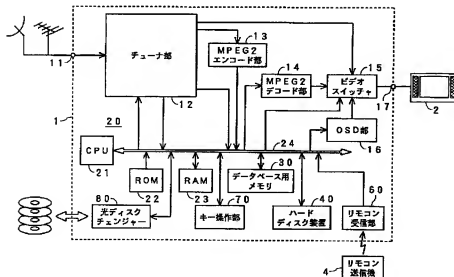 チューナ部
12
13
MPEG2
エンコード部
14
MPEG2
デコード部
15
ビデオ
スイッチャ
11
17
2
1
20
OSD部
16
24
CPU
21
ROM
22
RAM
23
30
データベース用
メモリ
60
リモコン
受信部
80
光ディスク
チェンジャー
70
キー操作部
40
ハード
ディスク装置
4
リモコン
送信機